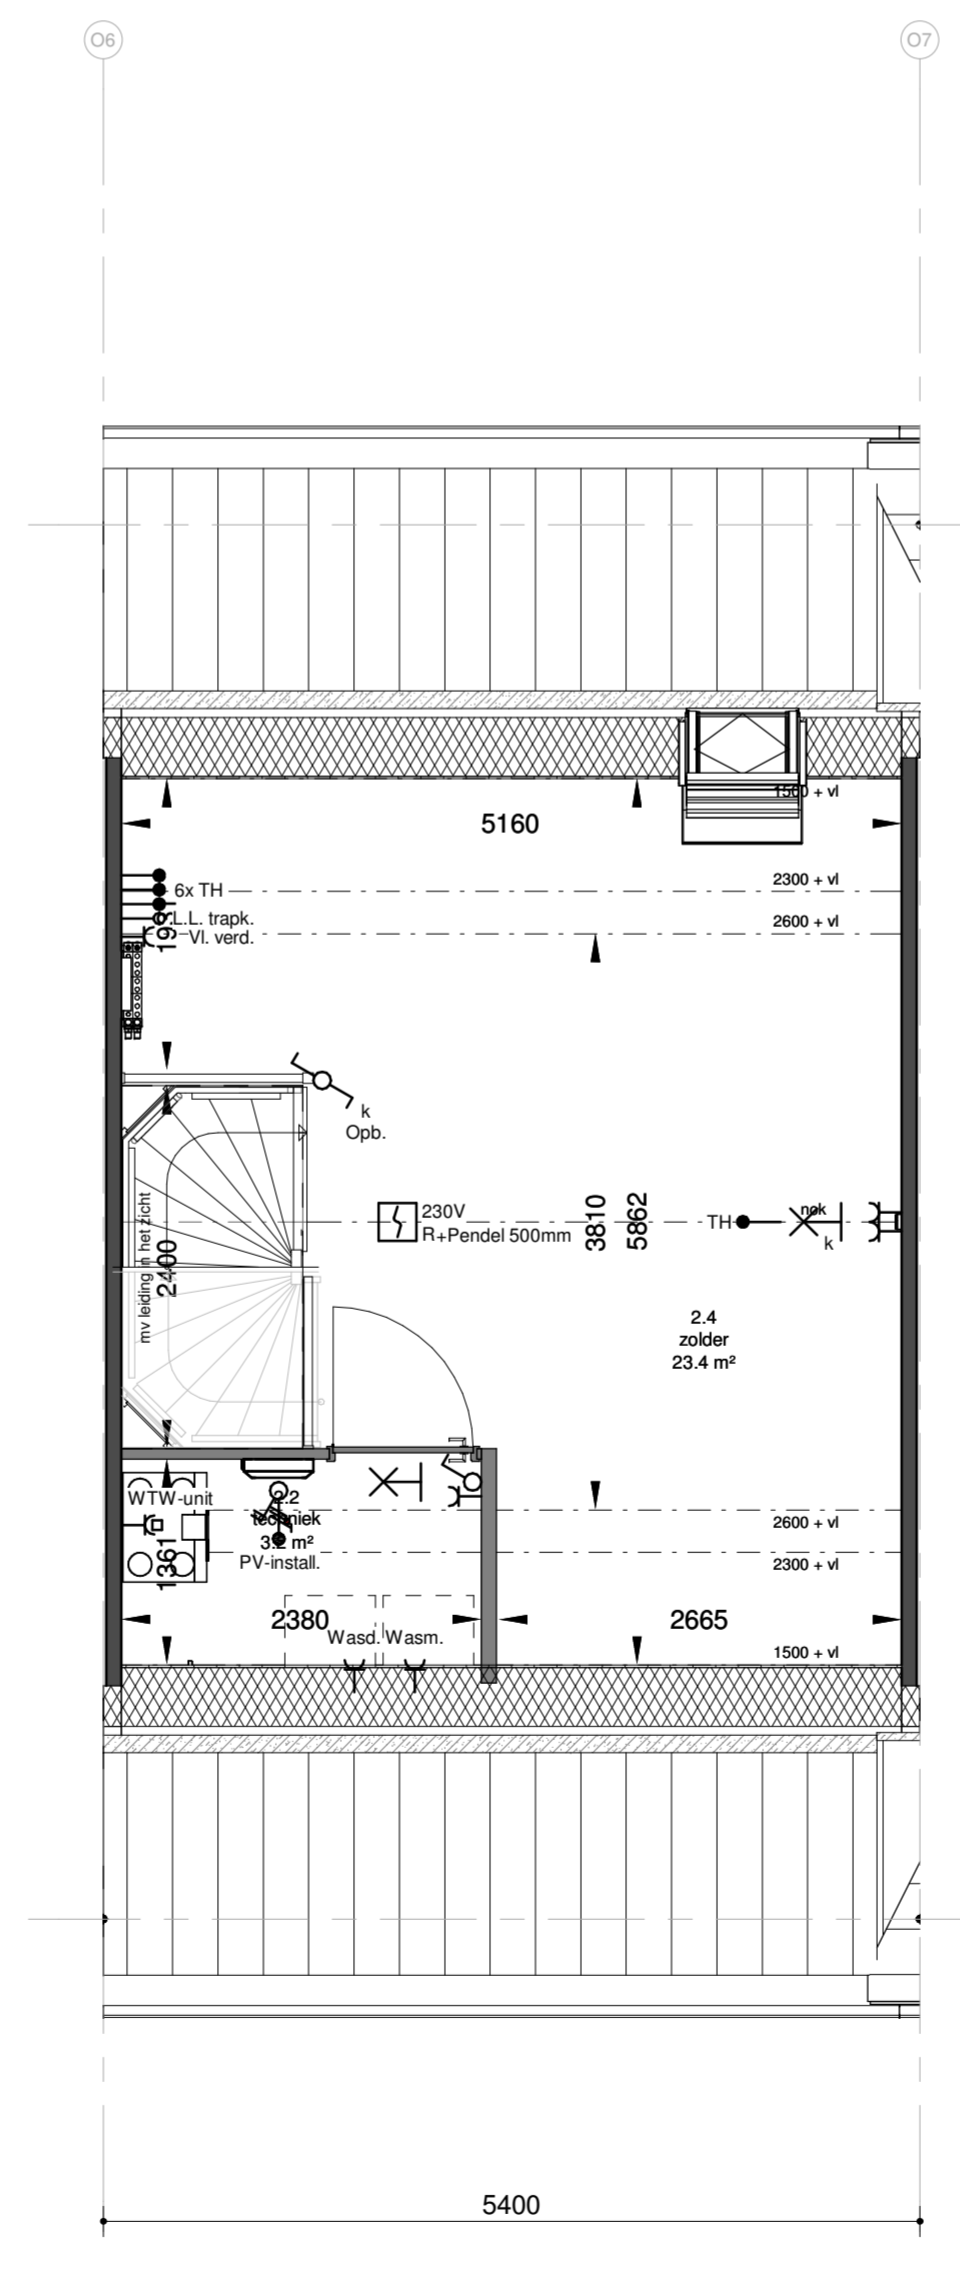 O6
O7
1500 + vl
5160
2300 + vl
6x TH
L.L. trapk.
2600 + vl
Vl. verd.
1931
k
Opb.
mv leiding in het zicht
2400
230V
R+Pendel 500mm
3810
5862
TH
nok
k
2.4
zolder
23.4 m²
WTW-unit
2.2
techniek
3.2 m²
PV-install.
1361
2600 + vl
2300 + vl
2380
2665
Wasd.
Wasm.
1500 + vl
5400